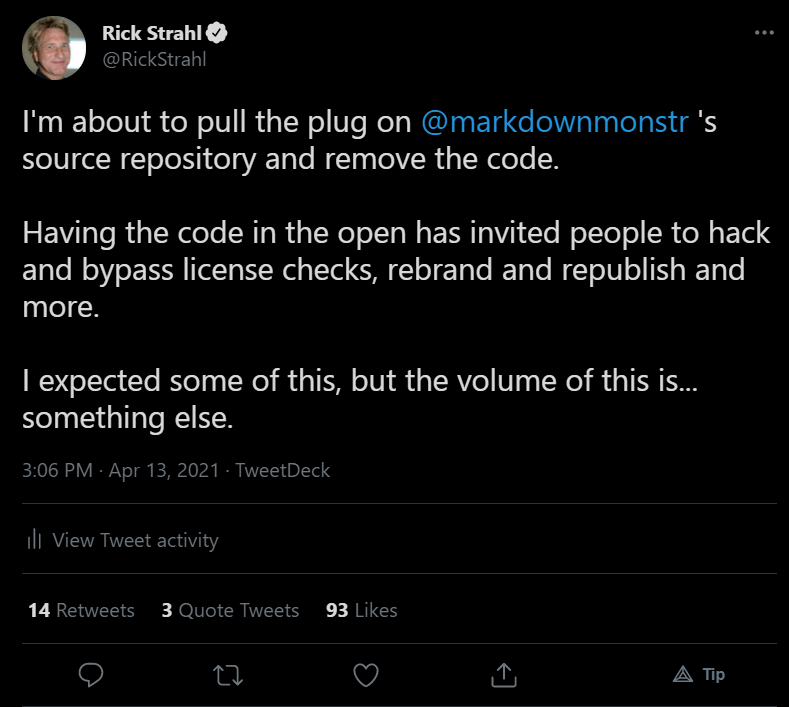 Rick Strahl
@RickStrahl
I'm about to pull the plug on @markdownmonstr 's
source repository and remove the code.
Having the code in the open has invited people to hack
and bypass license checks, rebrand and republish and
more.
I expected some of this, but the volume of this is...
something else.
3:06 PM · Apr 13, 2021 · TweetDeck
View Tweet activity
14 Retweets 3 Quote Tweets 93 Likes
Tip